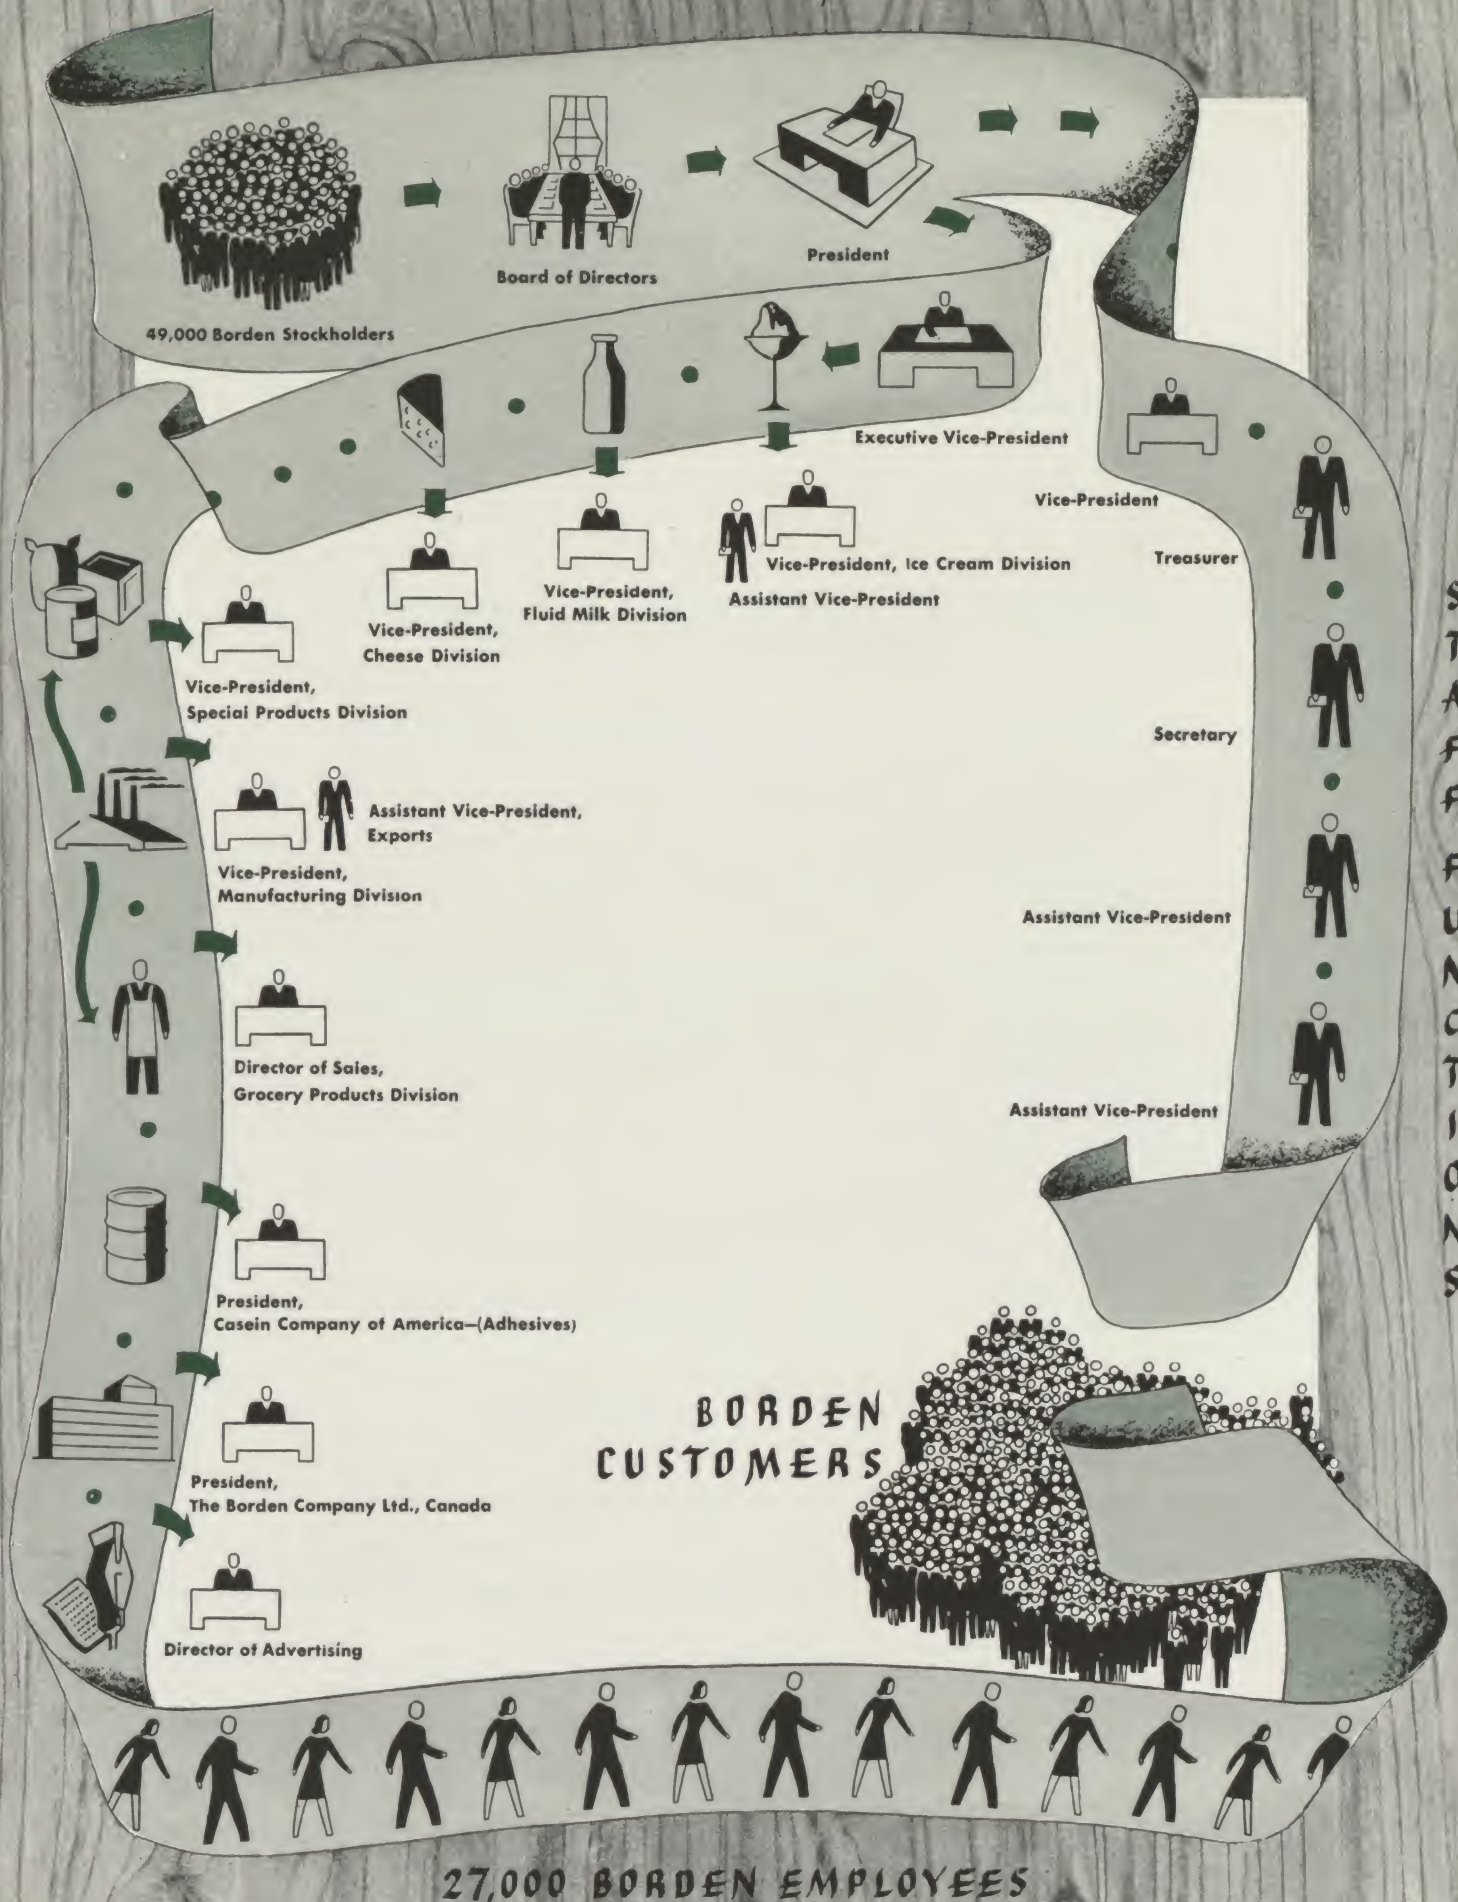 49,000 Borden Stockholders
Board of Directors
President
Executive Vice-President
Vice-President, Ice Cream Division
Assistant Vice-President
Vice-President,
Fluid Milk Division
Vice-President,
Cheese Division
Vice-President,
Special Products Division
Assistant Vice-President,
Exports
Vice-President,
Manufacturing Division
Director of Sales,
Grocery Products Division
President,
Casein Company of America—(Adhesives)
President,
The Borden Company Ltd., Canada
Director of Advertising
Vice-President
Treasurer
Secretary
Assistant Vice-President
Assistant Vice-President
STAFF FUNCTIONS
BORDEN
CUSTOMERS
27,000 BORDEN EMPLOYEES